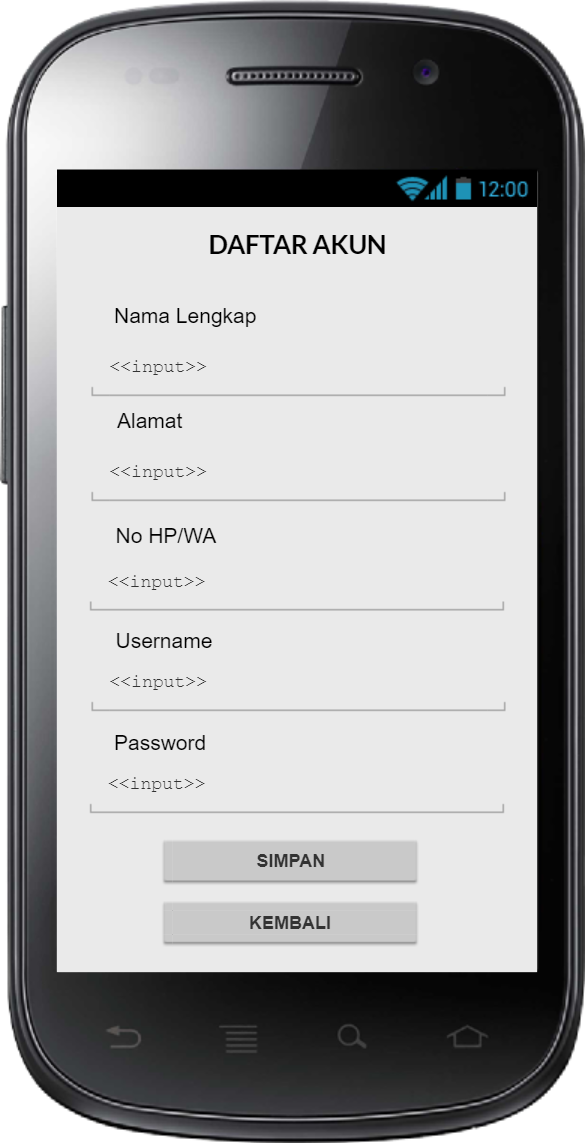 12:00
DAFTAR AKUN
Nama Lengkap
<<input>>
Alamat
<<input>>
No HP/WA
<<input>>
Username
<<input>>
Password
<<input>>
SIMPAN
KEMBALI